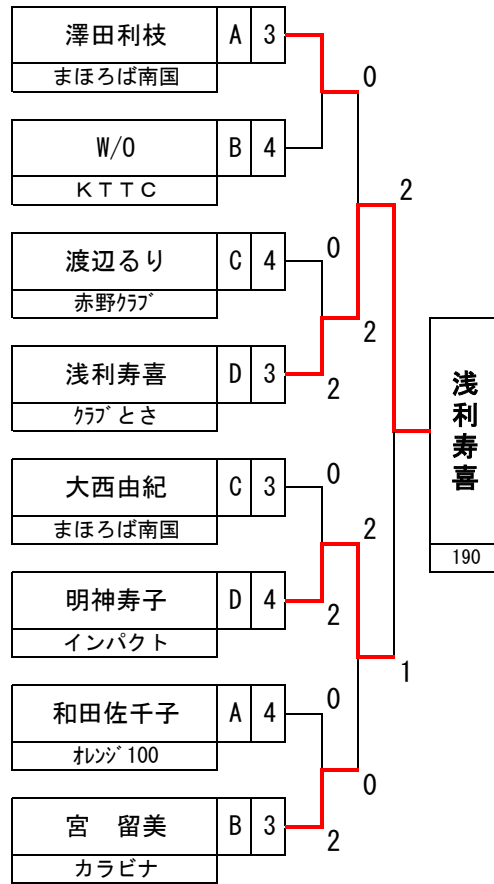 澤田利枝 A 3
まほろば南国
0
W/O B 4
ＫＴＴＣ
2
渡辺るり C 4
0
赤野ｸﾗﾌﾞ
2
浅利寿喜 D 3
2
ｸﾗﾌﾞとさ
浅利寿喜
190
大西由紀 C 3
0
まほろば南国
2
明神寿子 D 4
2
インパクト
1
和田佐千子 A 4
0
ｵﾚﾝｼﾞ100
0
宮　留美 B 3
2
カラビナ